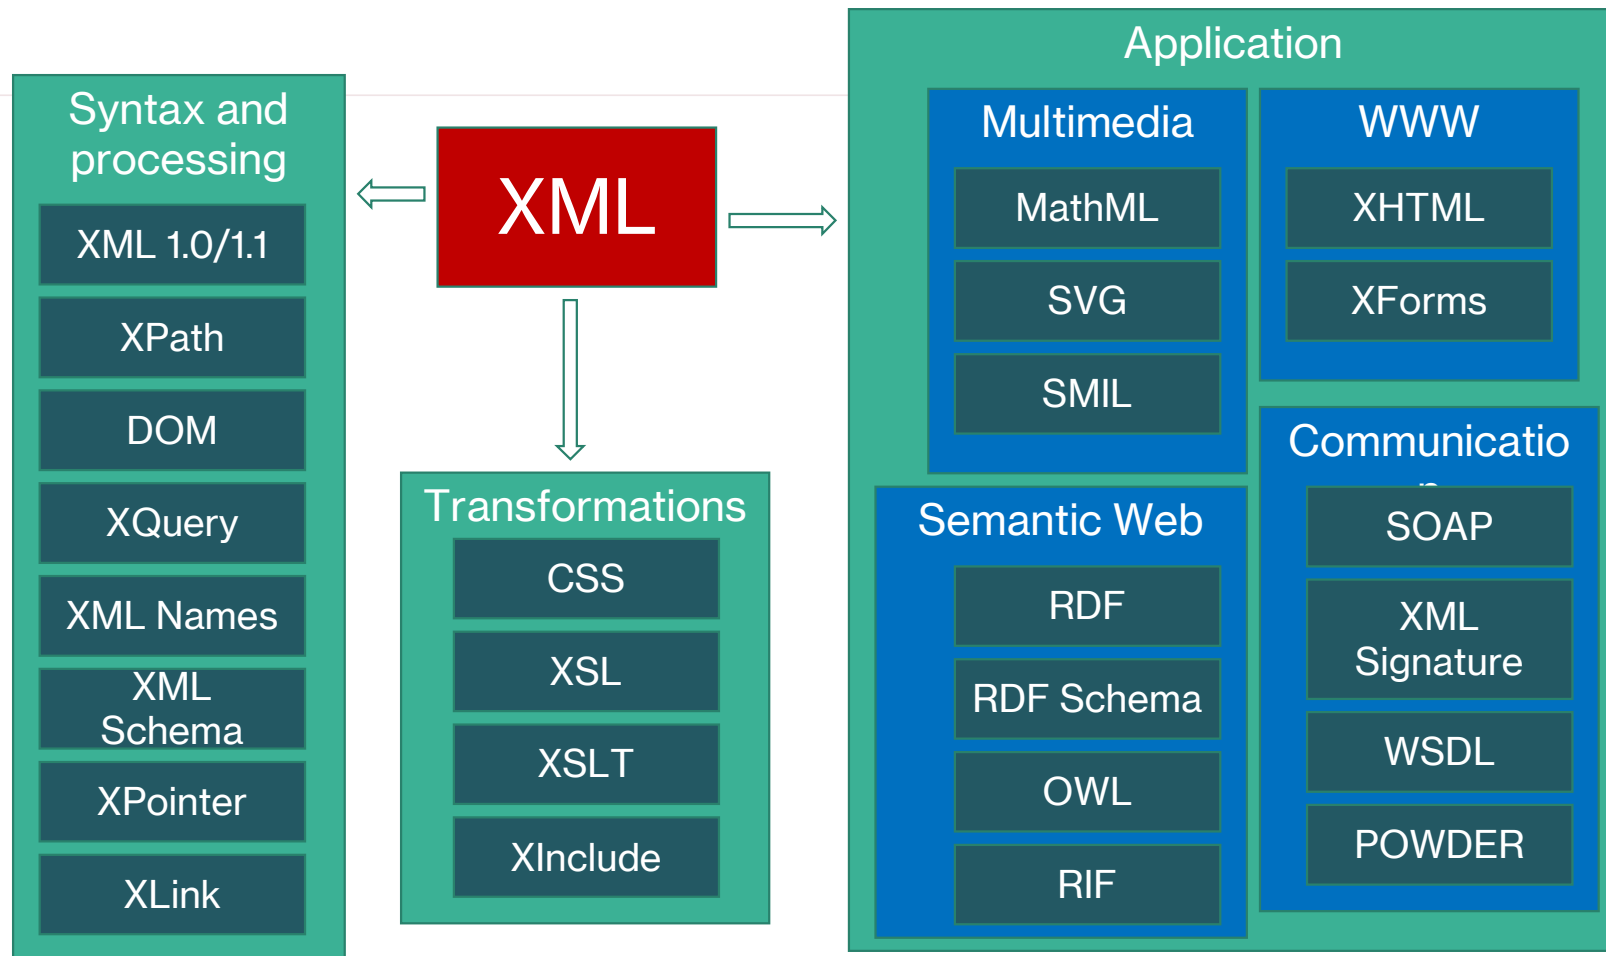 Syntax and
processing
XML 1.0/1.1
XPath
DOM
XQuery
XML Names
XML
Schema
XPointer
XLink
XML
Transformations
CSS
XSL
XSLT
XInclude
Application
Multimedia
MathML
SVG
SMIL
WWW
XHTML
XForms
Semantic Web
RDF
RDF Schema
OWL
RIF
Communicatio
n
SOAP
XML
Signature
WSDL
POWDER